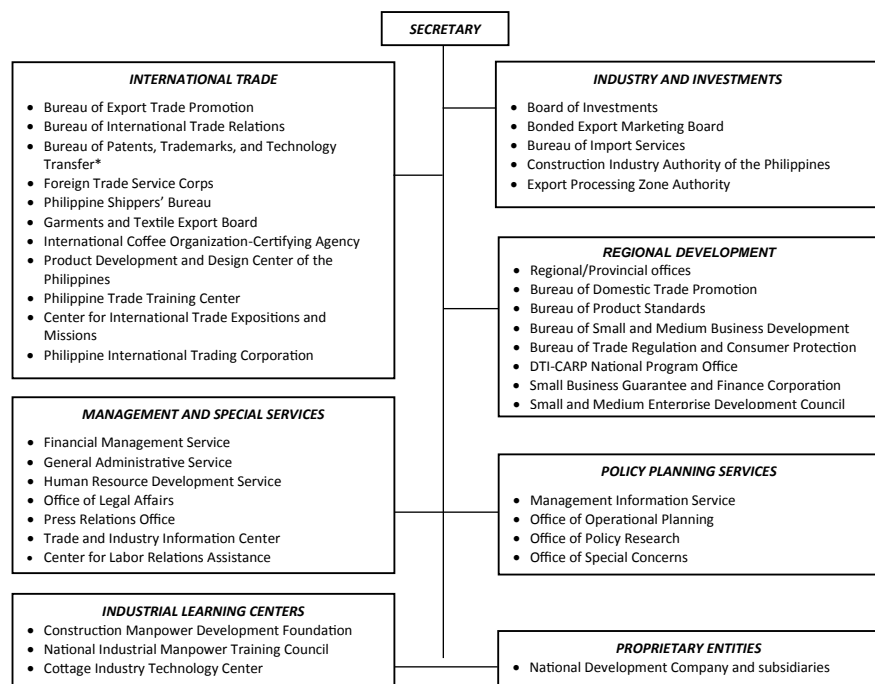 SECRETARY
INTERNATIONAL TRADE
• Bureau of Export Trade Promotion
• Bureau of International Trade Relations
• Bureau of Patents, Trademarks, and Technology
Transfer*
• Foreign Trade Service Corps
• Philippine Shippers' Bureau
• Garments and Textile Export Board
• International Coffee Organization-Certifying Agency
• Product Development and Design Center of the
Philippines
• Philippine Trade Training Center
• Center for International Trade Expositions and
Missions
• Philippine International Trading Corporation
INDUSTRY AND INVESTMENTS
• Board of Investments
• Bonded Export Marketing Board
• Bureau of Import Services
• Construction Industry Authority of the Philippines
• Export Processing Zone Authority
REGIONAL DEVELOPMENT
• Regional/Provincial offices
• Bureau of Domestic Trade Promotion
• Bureau of Product Standards
• Bureau of Small and Medium Business Development
• Bureau of Trade Regulation and Consumer Protection
• DTI-CARP National Program Office
• Small Business Guarantee and Finance Corporation
• Small and Medium Enterprise Development Council
MANAGEMENT AND SPECIAL SERVICES
• Financial Management Service
• General Administrative Service
• Human Resource Development Service
• Office of Legal Affairs
• Press Relations Office
• Trade and Industry Information Center
• Center for Labor Relations Assistance
POLICY PLANNING SERVICES
• Management Information Service
• Office of Operational Planning
• Office of Policy Research
• Office of Special Concerns
INDUSTRIAL LEARNING CENTERS
• Construction Manpower Development Foundation
• National Industrial Manpower Training Council
• Cottage Industry Technology Center
PROPRIETARY ENTITIES
• National Development Company and subsidiaries